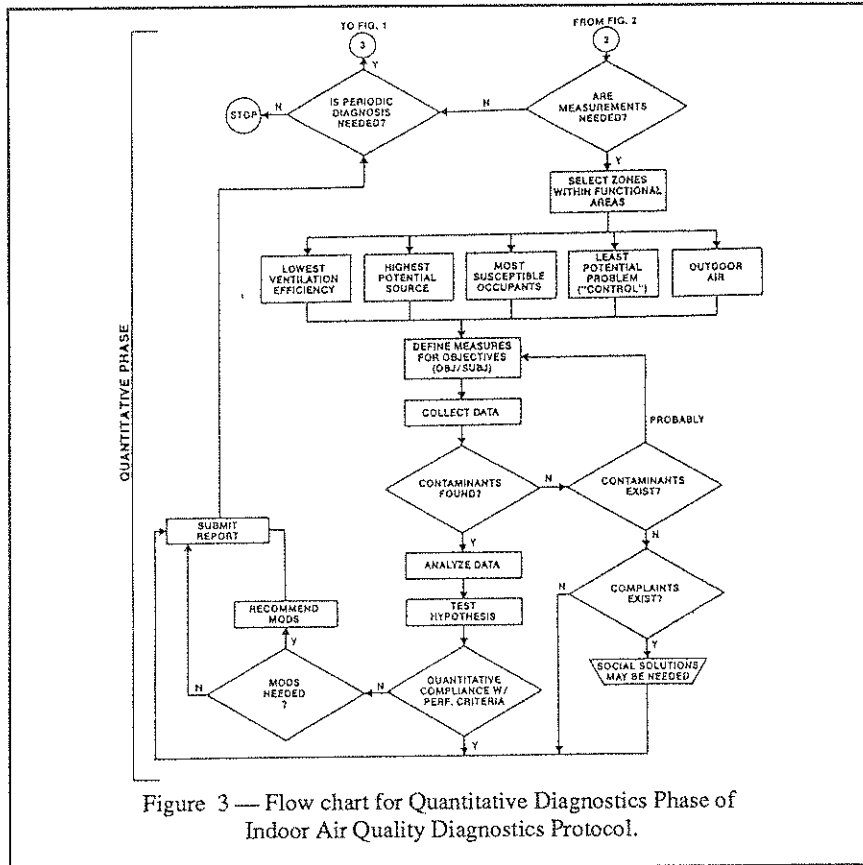 TO FIG. 1
FROM FIG. 2
3
2
Y
N
STOP
IS PERIODIC
DIAGNOSIS
NEEDED?
N
ARE
MEASUREMENTS
NEEDED?
Y
SELECT ZONES
WITHIN FUNCTIONAL
AREAS
LOWEST
VENTILATION
EFFICIENCY
HIGHEST
POTENTIAL
SOURCE
MOST
SUSCEPTIBLE
OCCUPANTS
LEAST
POTENTIAL
PROBLEM
("CONTROL")
OUTDOOR
AIR
QUANTITATIVE PHASE
DEFINE MEASURES
FOR OBJECTIVES
(OBJ/SUBJ)
COLLECT DATA
PROBABLY
CONTAMINANTS
FOUND?
N
CONTAMINANTS
EXIST?
SUBMIT
REPORT
Y
N
ANALYZE DATA
N
COMPLAINTS
EXIST?
RECOMMEND
MODS
TEST
HYPOTHESIS
Y
Y
N
MODS
NEEDED
?
N
QUANTITATIVE
COMPLIANCE W/
PERF. CRITERIA
SOCIAL SOLUTIONS
MAY BE NEEDED
Y
Figure 3 — Flow chart for Quantitative Diagnostics Phase of
Indoor Air Quality Diagnostics Protocol.